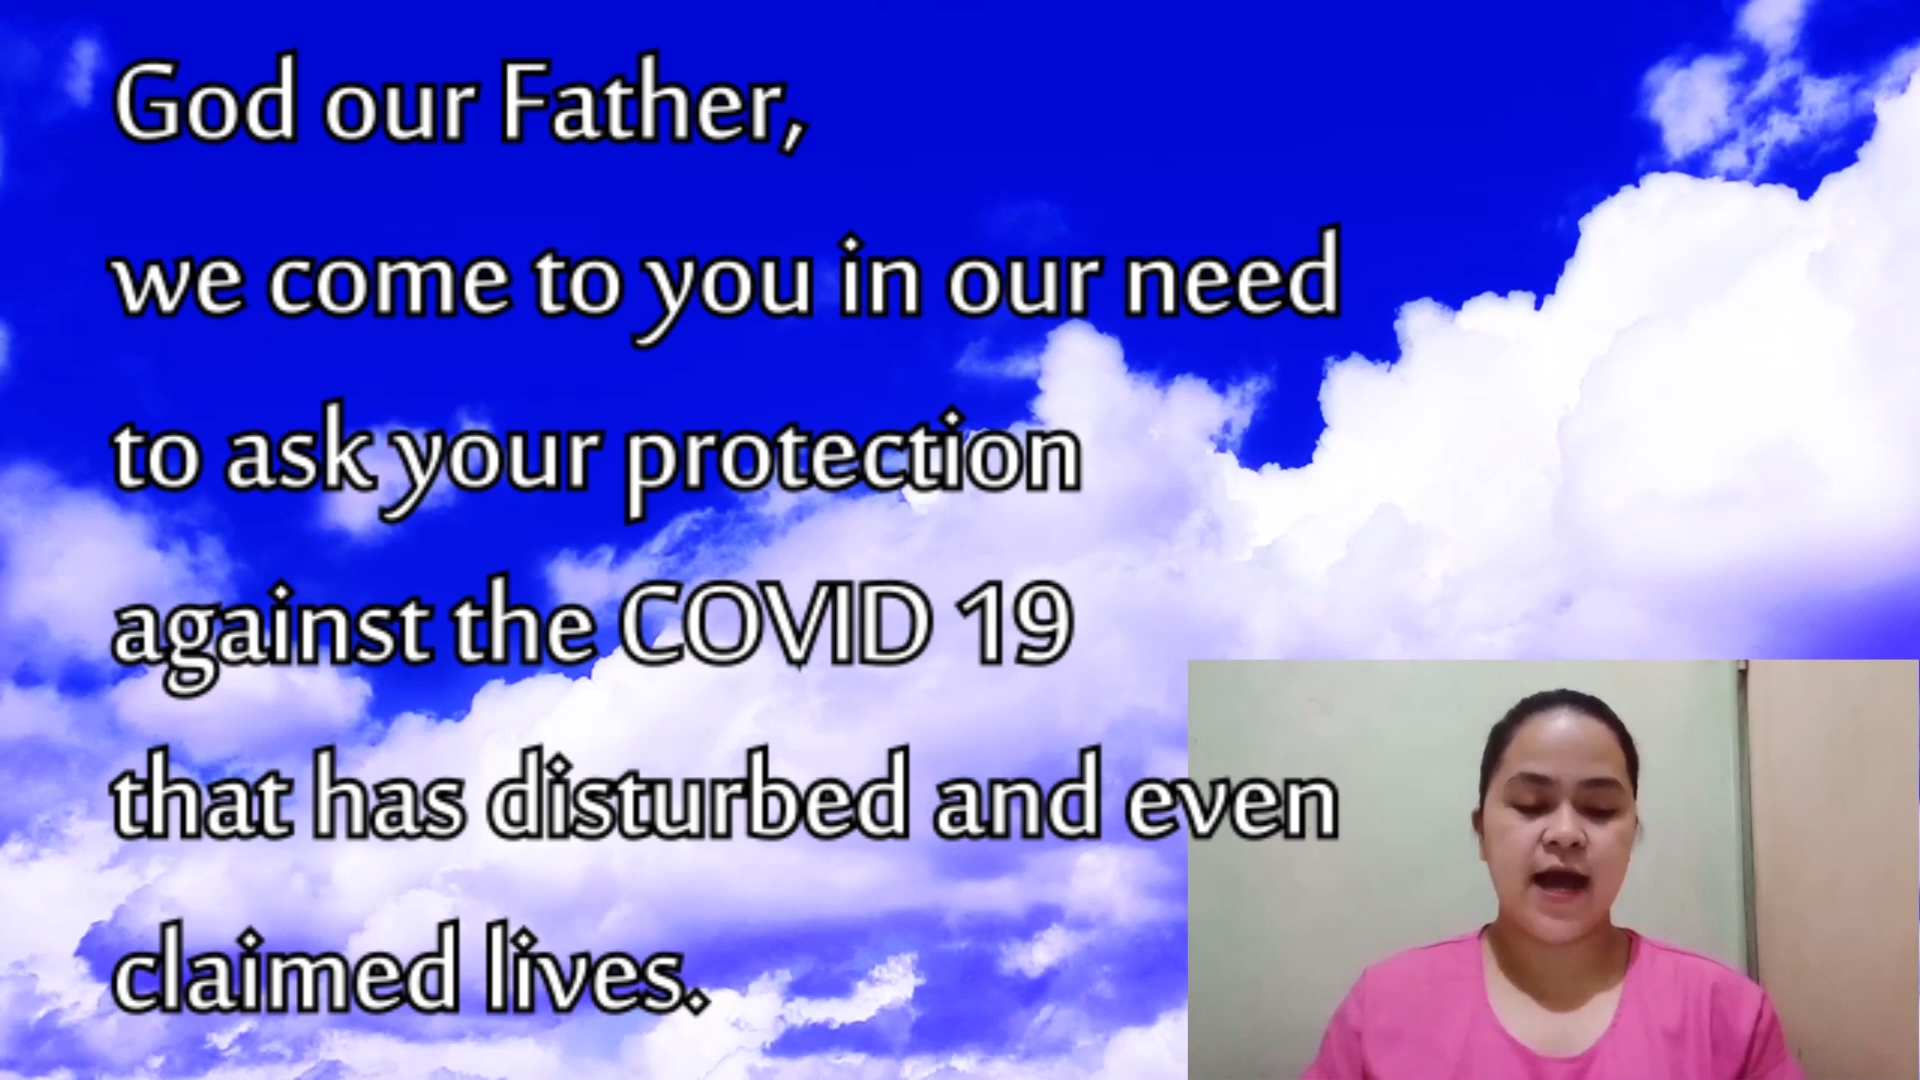 God our Father,
we come to you in our need
to ask your protection
against the COVID 19
that has disturbed and even
claimed lives.